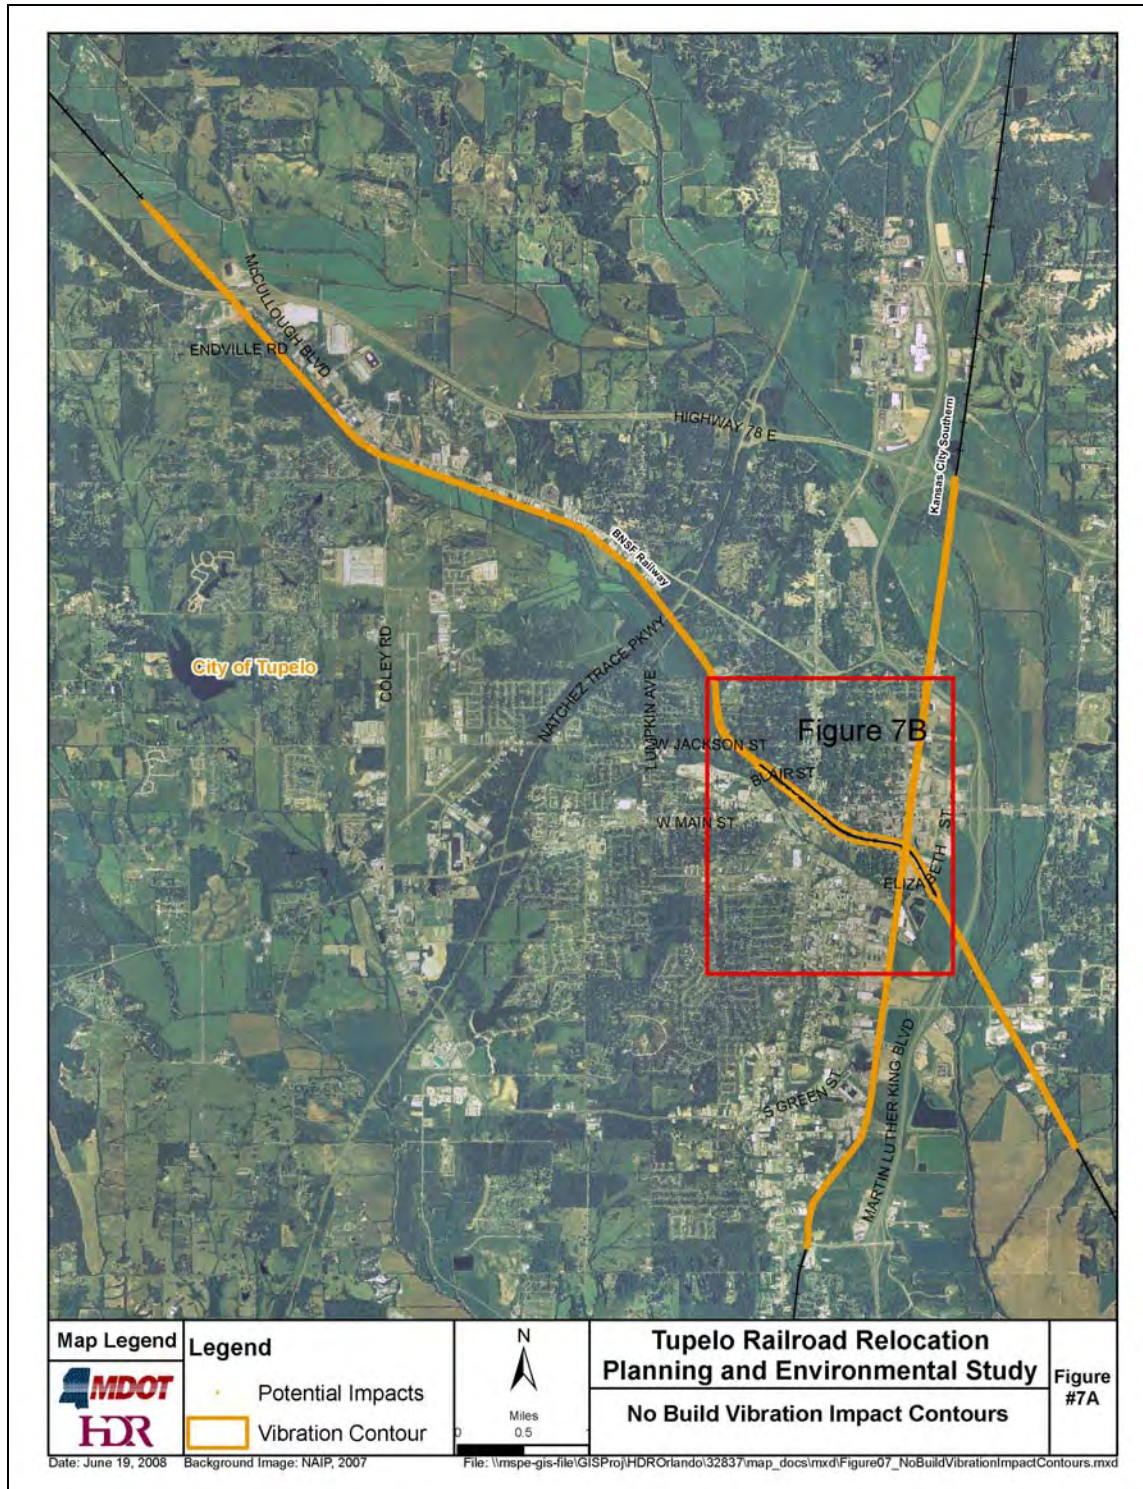 McCULLOUGH BLVD
ENDVILLE RD
HIGHWAY 78 E
Kansas City Southern
BNSF Railway
City of Tupelo
COLEY RD
NATCHEZ TRACE PKWY
LUMPKIN AVE
Figure 7B
W JACKSON ST
BLAIR ST
W MAIN ST
ELIZABETH ST
S GREEN ST
MARTIN LUTHER KING BLVD
Map Legend
MDOT
HDR
Legend
Potential Impacts
Vibration Contour
N
Miles
0 0.5 1
Tupelo Railroad Relocation
Planning and Environmental Study
No Build Vibration Impact Contours
Figure
#7A
Date: June 19, 2008 Background Image: NAIP, 2007 File: \\mspe-gis-file\GISProj\HDROrlando\32837\map_docs\mxd\Figure07_NoBuildVibrationImpactContours.mxd